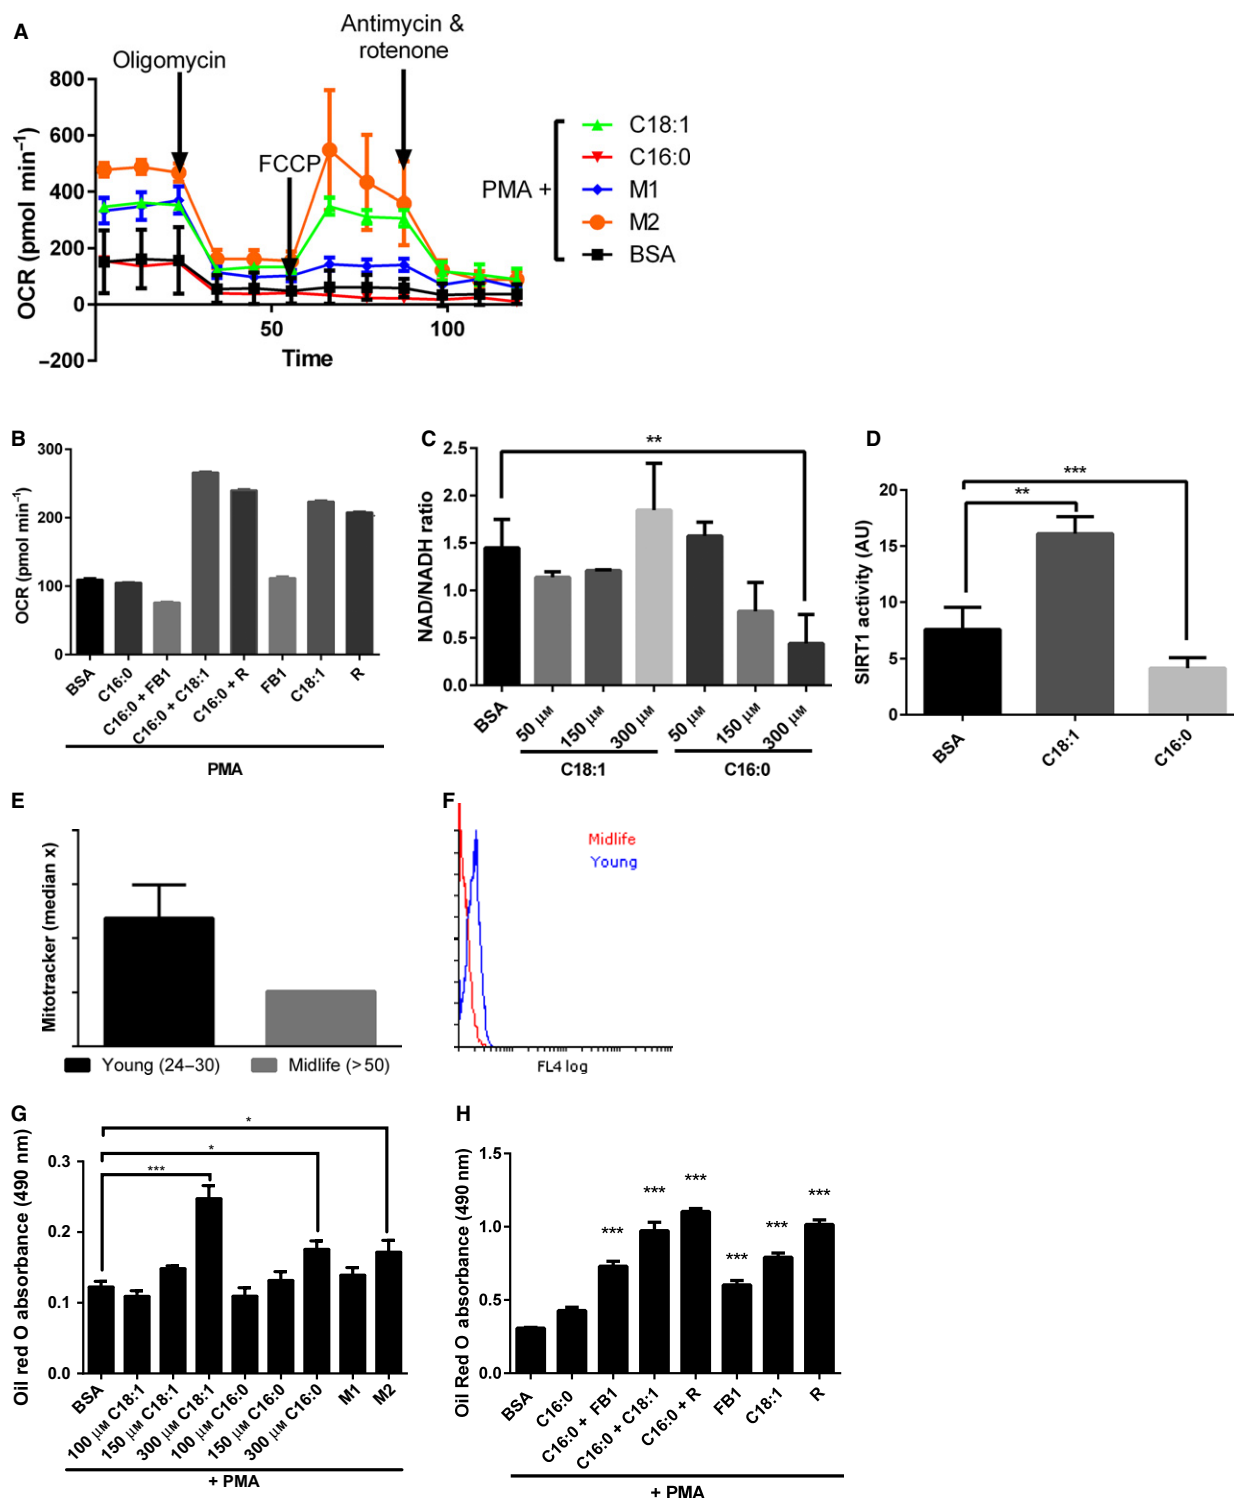 A
Oligomycin
Antimycin &
rotenone
FCCP
800
600
400
200
0
–200
OCR (pmol min⁻¹)
50
100
Time
PMA +
C18:1
C16:0
M1
M2
BSA
B
300
200
100
0
OCR (pmol min⁻¹)
BSA
C16:0
C16:0 + FB1
C16:0 + C18:1
C16:0 + R
FB1
C18:1
R
PMA
C
**
2.5
2.0
1.5
1.0
0.5
0.0
NAD/NADH ratio
BSA
50 μM
150 μM
300 μM
50 μM
150 μM
300 μM
C18:1
C16:0
D
***
**
20
15
10
5
0
SIRT1 activity (AU)
BSA
C18:1
C16:0
E
Mitotracker (median x)
Young (24–30)
Midlife (>50)
F
Midlife
Young
FL4 log
G
*
*
***
0.3
0.2
0.1
0.0
Oil red O absorbance (490 nm)
BSA
100 μM C18:1
150 μM C18:1
300 μM C18:1
100 μM C16:0
150 μM C16:0
300 μM C16:0
M1
M2
+ PMA
H
1.5
1.0
0.5
0.0
Oil Red O absorbance (490 nm)
***
***
***
***
***
***
BSA
C16:0
C16:0 + FB1
C16:0 + C18:1
C16:0 + R
FB1
C18:1
R
+ PMA